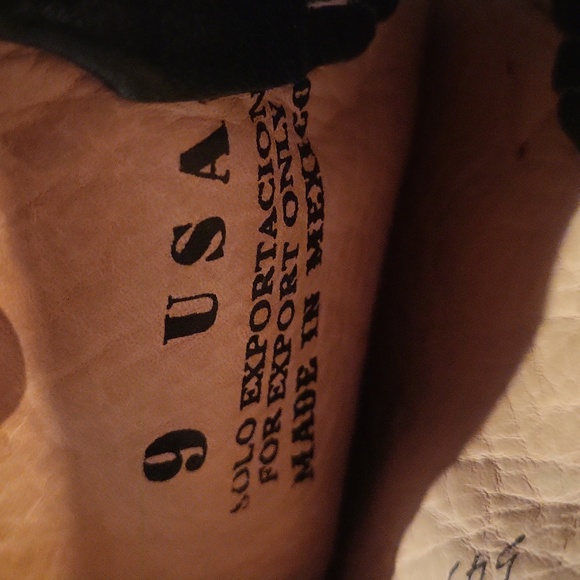 9 USA
SOLO EXPORTACION
FOR EXPORT ONLY
MADE IN MEXICO